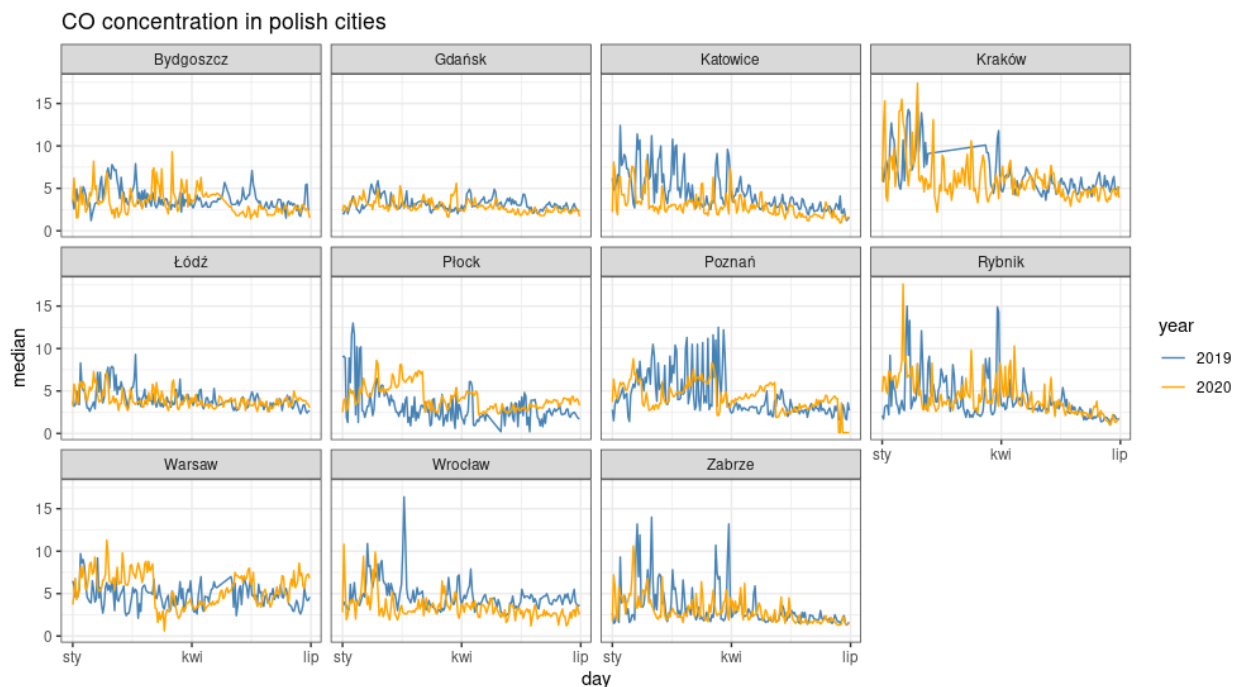 CO concentration in polish cities
Bydgoszcz Gdańsk Katowice Kraków
15
10
5
0
Łódź Płock Poznań Rybnik
15
10
5
0
sty kwi lip
Warsaw Wrocław Zabrze
15
10
5
0
sty kwi lip sty kwi lip sty kwi lip
day
median
year
2019
2020